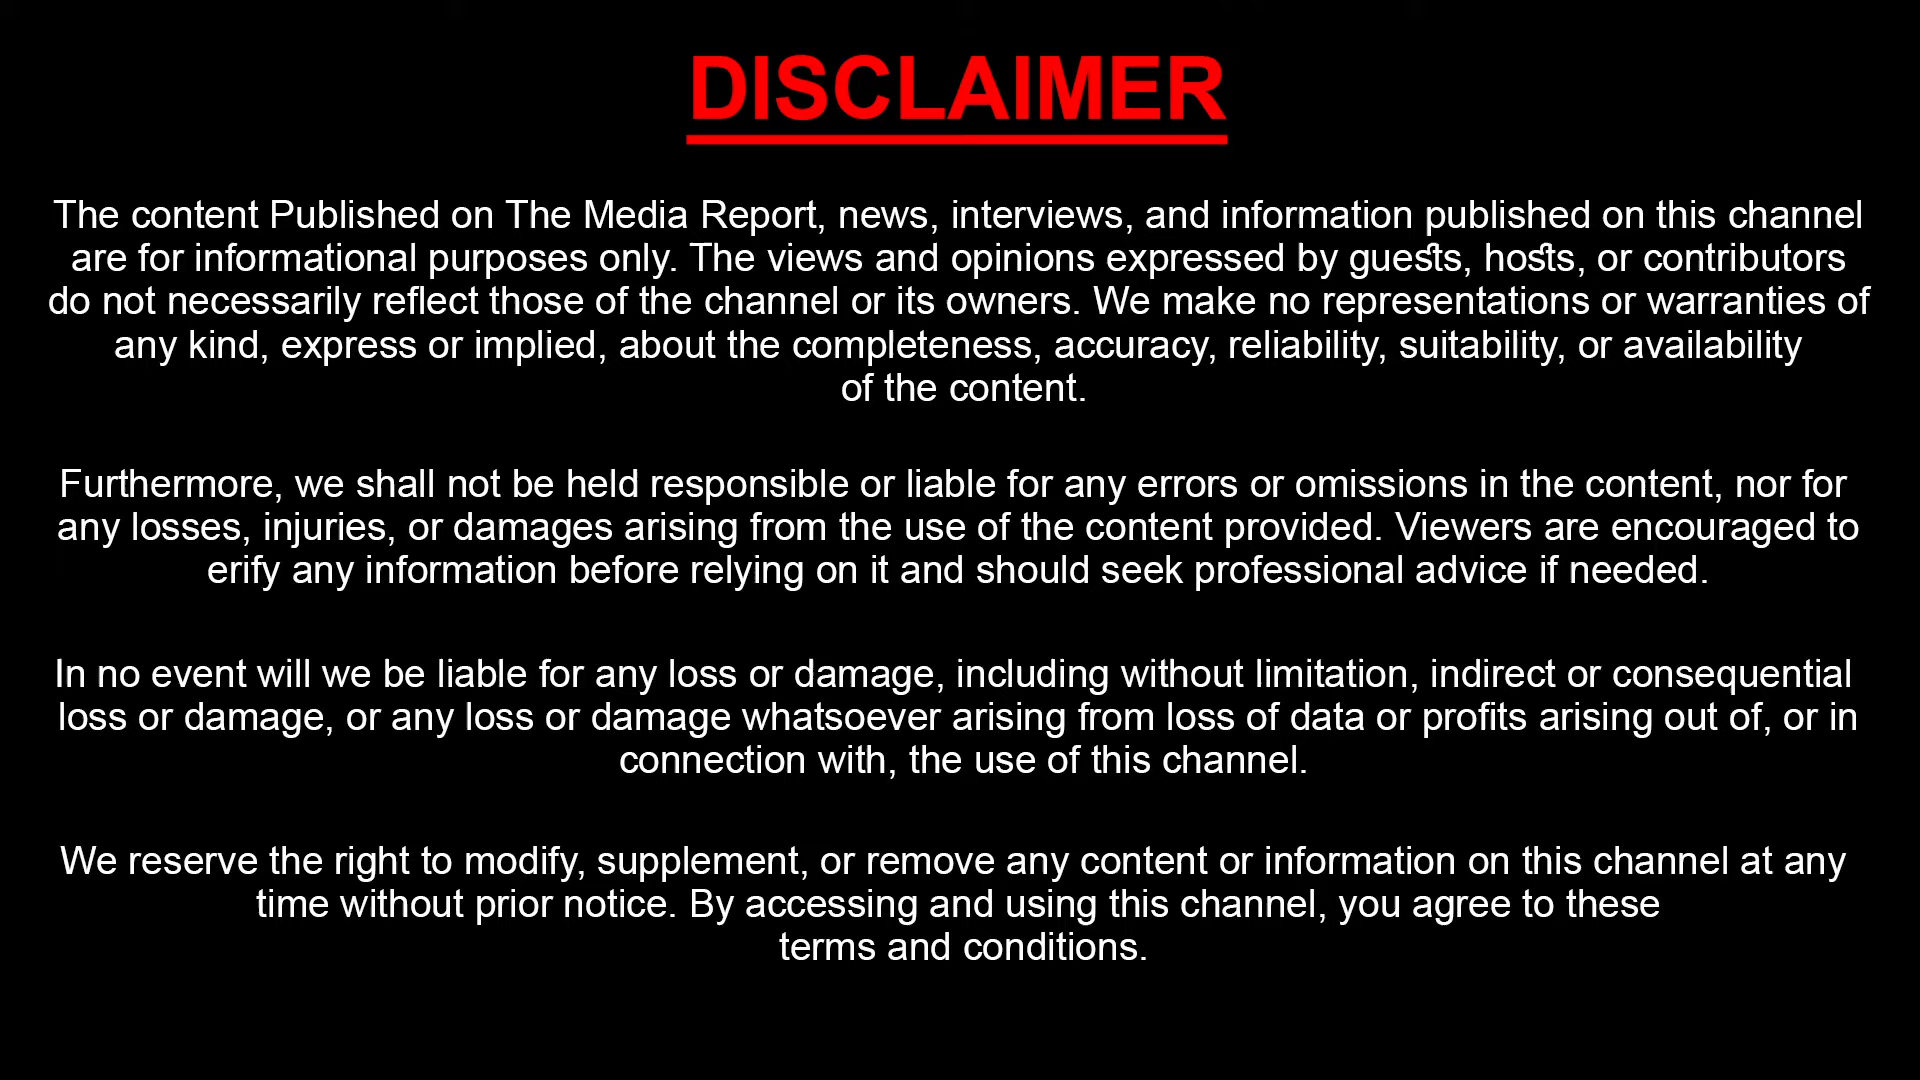 DISCLAIMER
The content Published on The Media Report, news, interviews, and information published on this channel
are for informational purposes only. The views and opinions expressed by guests, hosts, or contributors
do not necessarily reflect those of the channel or its owners. We make no representations or warranties of
any kind, express or implied, about the completeness, accuracy, reliability, suitability, or availability
of the content.
Furthermore, we shall not be held responsible or liable for any errors or omissions in the content, nor for
any losses, injuries, or damages arising from the use of the content provided. Viewers are encouraged to
erify any information before relying on it and should seek professional advice if needed.
In no event will we be liable for any loss or damage, including without limitation, indirect or consequential
loss or damage, or any loss or damage whatsoever arising from loss of data or profits arising out of, or in
connection with, the use of this channel.
We reserve the right to modify, supplement, or remove any content or information on this channel at any
time without prior notice. By accessing and using this channel, you agree to these
terms and conditions.